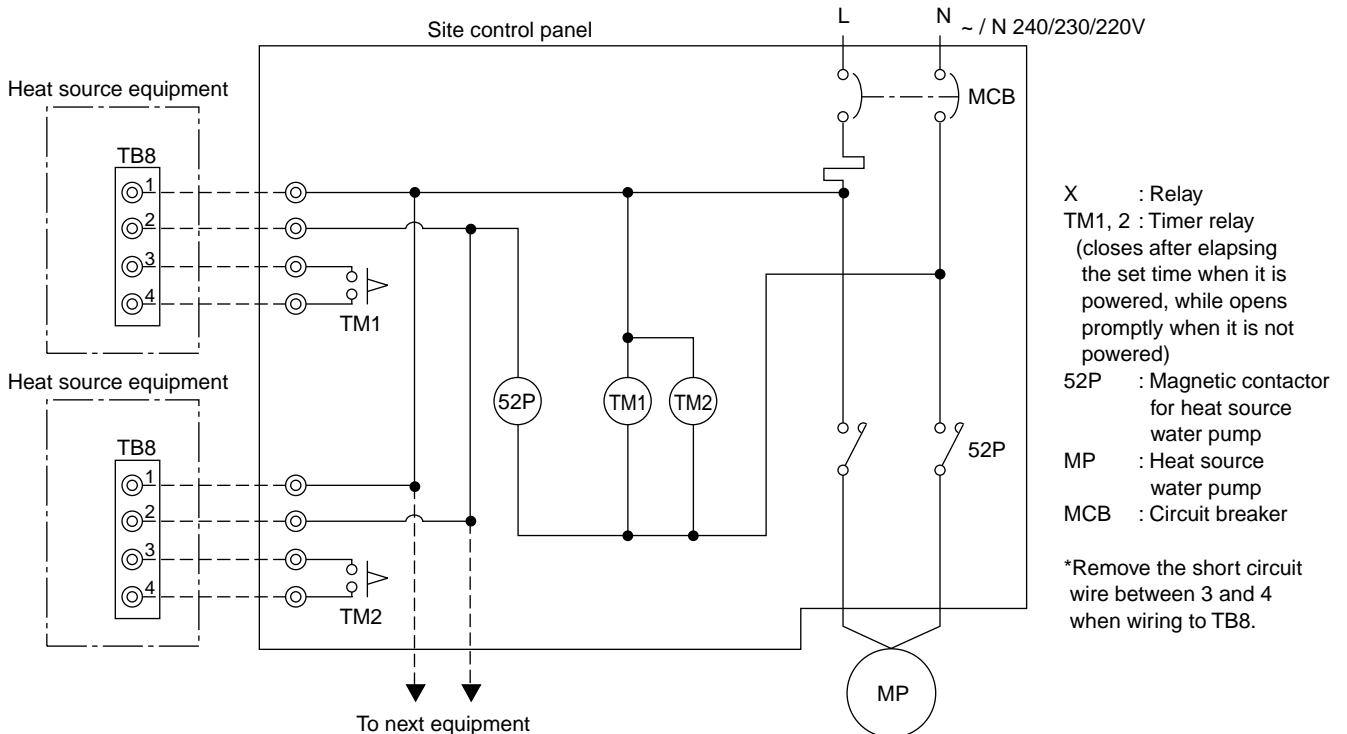 Site control panel
L
N
~ / N 240/230/220V
MCB
Heat source equipment
TB8
1
2
3
4
TM1
52P
TM1
TM2
52P
Heat source equipment
TB8
1
2
3
4
TM2
To next equipment
MP
X : Relay
TM1, 2 : Timer relay
(closes after elapsing
the set time when it is
powered, while opens
promptly when it is not
powered)
52P : Magnetic contactor
for heat source
water pump
MP : Heat source
water pump
MCB : Circuit breaker
*Remove the short circuit
wire between 3 and 4
when wiring to TB8.